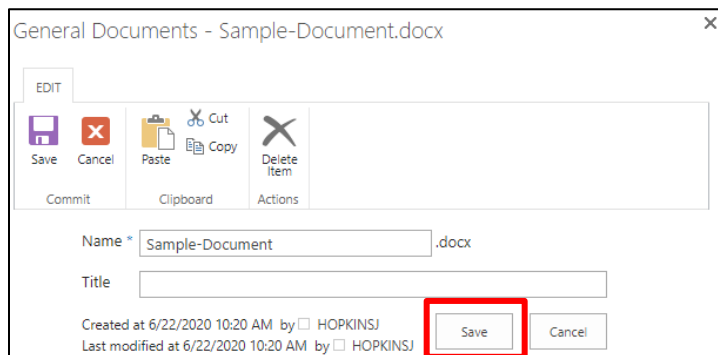 General Documents - Sample-Document.docx
EDIT
Save
Cancel
Paste
Cut
Copy
Delete
Item
Commit
Clipboard
Actions
Name * Sample-Document .docx
Title
Created at 6/22/2020 10:20 AM by HOPKINSJ
Last modified at 6/22/2020 10:20 AM by HOPKINSJ
Save
Cancel